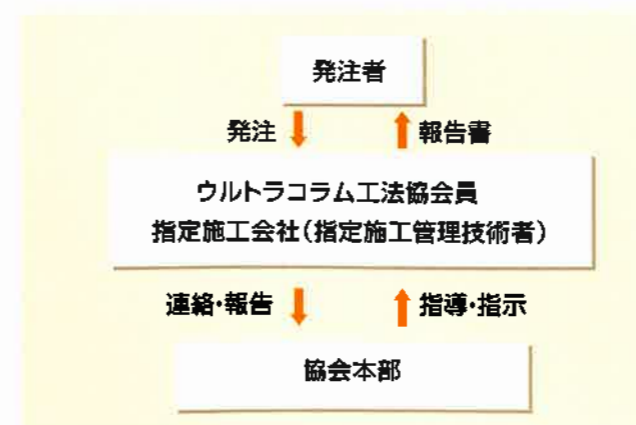 発注者
発注
報告書
ウルトラコラム工法協会員
指定施工会社(指定施工管理技術者)
連絡・報告
指導・指示
協会本部